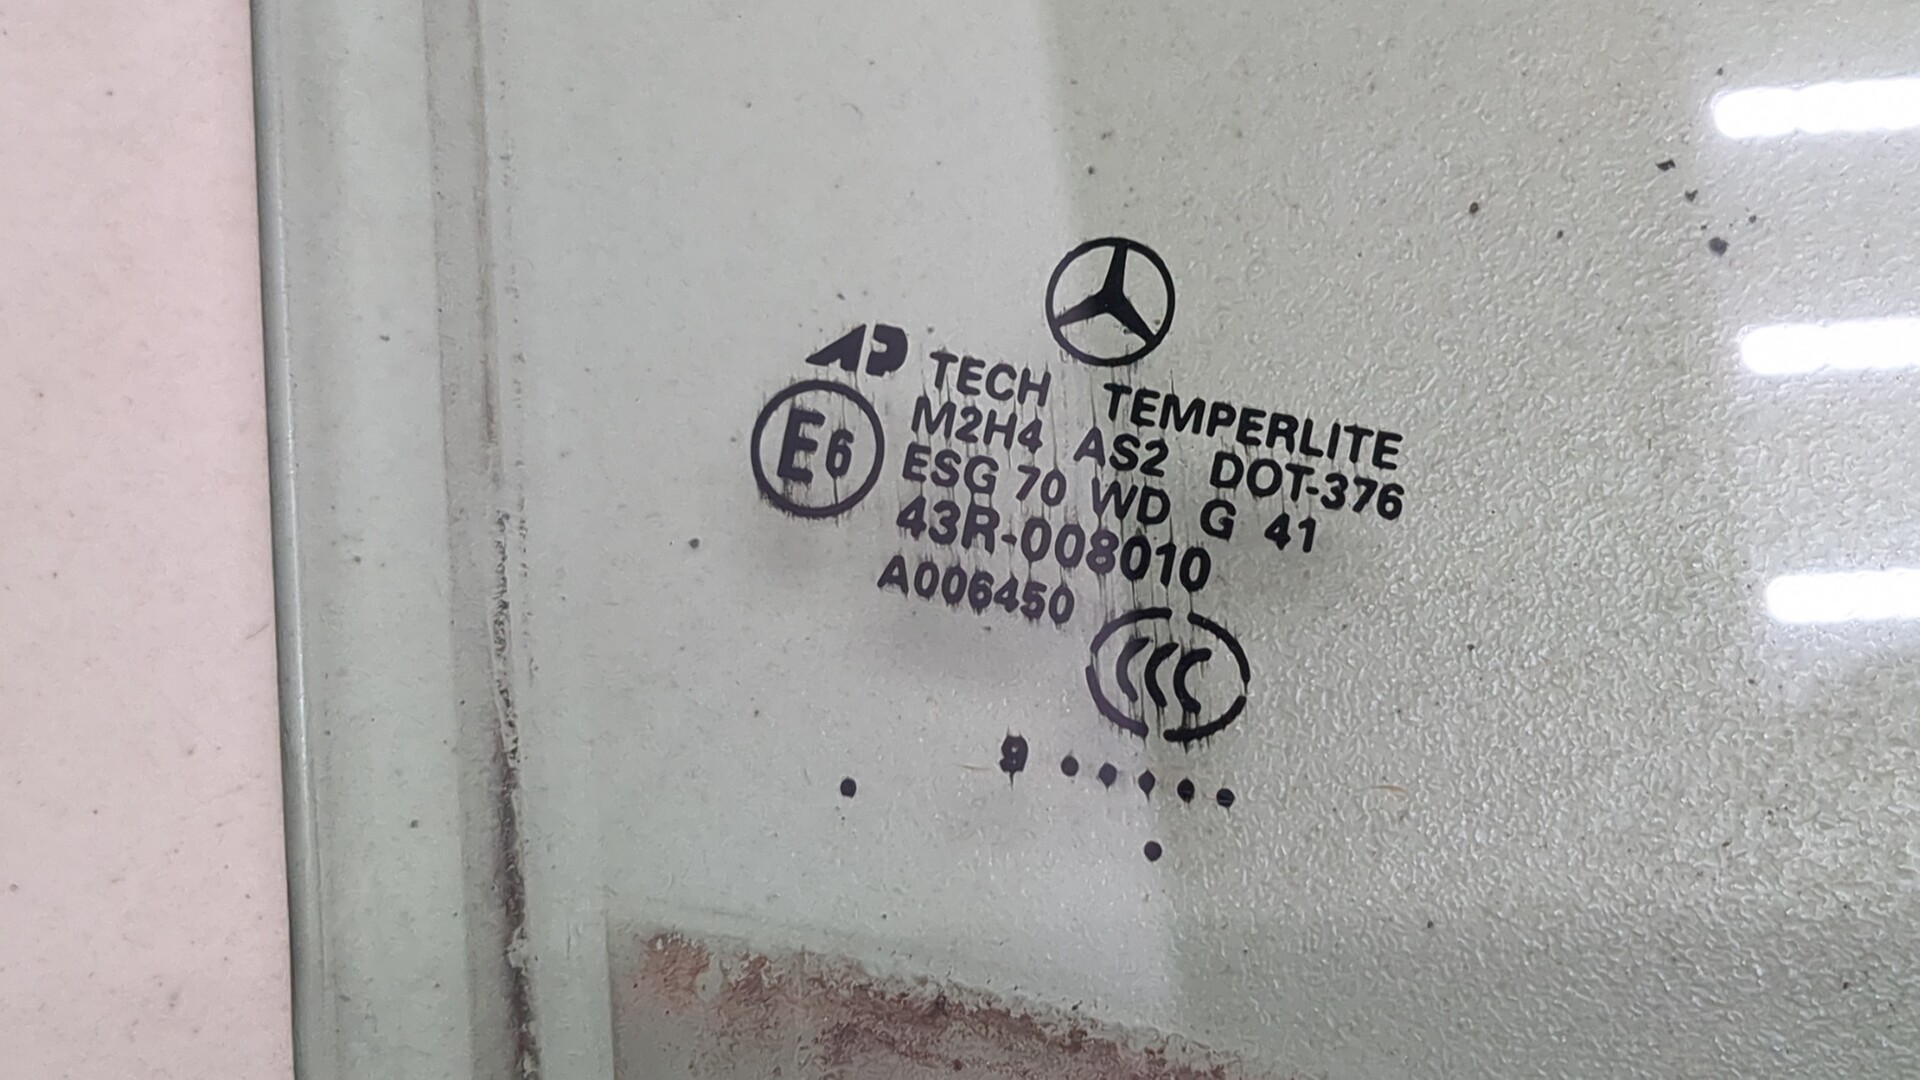 AP TECH TEMPERLITE
E6 M2H4 AS2 DOT-376
ESG 70 WD G 41
43R-008010
A006450
CCC
9 • • • • •